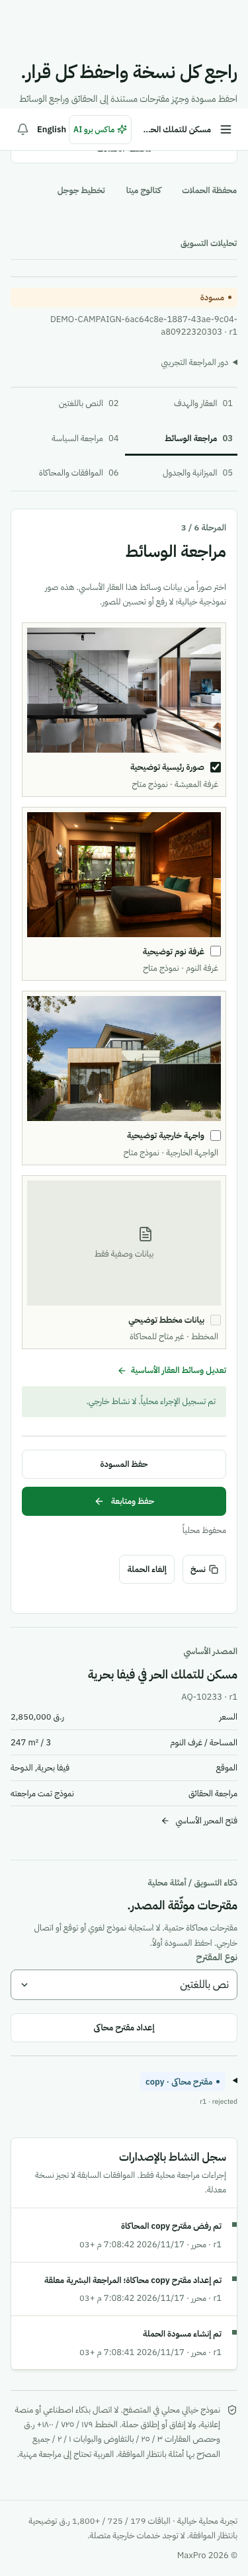 راجع كل نسخة واحفظ كل قرار.
احفظ مسودة وجهّز مقترحات مستندة إلى الحقائق وراجع الوسائط
مسكن للتملك الحـ...
ماكس برو AI
English
محفظة الحملات
كتالوج ميتا
تخطيط جوجل
تحليلات التسويق
مسودة
DEMO-CAMPAIGN-6ac64c8e-1887-43ae-9c04-
a80922320303 · r1
دور المراجعة التجريبي
01 العقار والهدف
02 النص باللغتين
03 مراجعة الوسائط
04 مراجعة السياسة
05 الميزانية والجدول
06 الموافقات والمحاكاة
المرحلة 6 / 3
مراجعة الوسائط
اختر صوراً من بيانات وسائط هذا العقار الأساسي. هذه صور
نموذجية خيالية؛ لا رفع أو تحسين للصور.
صورة رئيسية توضيحية
غرفة المعيشة · نموذج متاح
غرفة نوم توضيحية
غرفة النوم · نموذج متاح
واجهة خارجية توضيحية
الواجهة الخارجية · نموذج متاح
بيانات وصفية فقط
بيانات مخطط توضيحي
المخطط · غير متاح للمحاكاة
تعديل وسائط العقار الأساسية
تم تسجيل الإجراء محلياً. لا نشاط خارجي.
حفظ المسودة
حفظ ومتابعة
محفوظ محلياً
نسخ
إلغاء الحملة
المصدر الأساسي
مسكن للتملك الحر في فيفا بحرية
AQ-10233 · r1
السعر
2,850,000 ر.ق
المساحة / غرف النوم
247 m² / 3
الموقع
فيفا بحرية, الدوحة
مراجعة الحقائق
نموذج تمت مراجعته
فتح المحرر الأساسي
ذكاء التسويق / أمثلة محلية
مقترحات موثّقة المصدر.
مقترحات محاكاة حتمية. لا استجابة نموذج لغوي أو توقع أو اتصال
خارجي. احفظ المسودة أولاً.
نوع المقترح
نص باللغتين
إعداد مقترح محاكى
مقترح محاكى · copy
r1 · rejected
سجل النشاط بالإصدارات
إجراءات مراجعة محلية فقط. الموافقات السابقة لا تجيز نسخة
معدلة.
تم رفض مقترح copy المحاكاة
r1 · محرر · 2026/11/17 7:08:42 م +03
تم إعداد مقترح copy محاكاة؛ المراجعة البشرية معلقة
r1 · محرر · 2026/11/17 7:08:42 م +03
تم إنشاء مسودة الحملة
r1 · محرر · 2026/11/17 7:08:41 م +03
نموذج خيالي محلي في المتصفح. لا اتصال بذكاء اصطناعي أو منصة
إعلانية، ولا إنفاق أو إطلاق حملة. الخطط ١٧٩ / ٧٢٥ / ١٨٠٠+ ر.ق
وحصص العقارات ٣ / ٢٥ / بالتفاوض والبوابات ١ / ٢ / جميع
المصرّح بها أمثلة بانتظار الموافقة. العربية تحتاج إلى مراجعة مهنية.
تجربة محلية خيالية · الباقات 179 / 725 / 1,800+ ر.ق توضيحية
بانتظار الموافقة. لا توجد خدمات خارجية متصلة.
© 2026 MaxPro